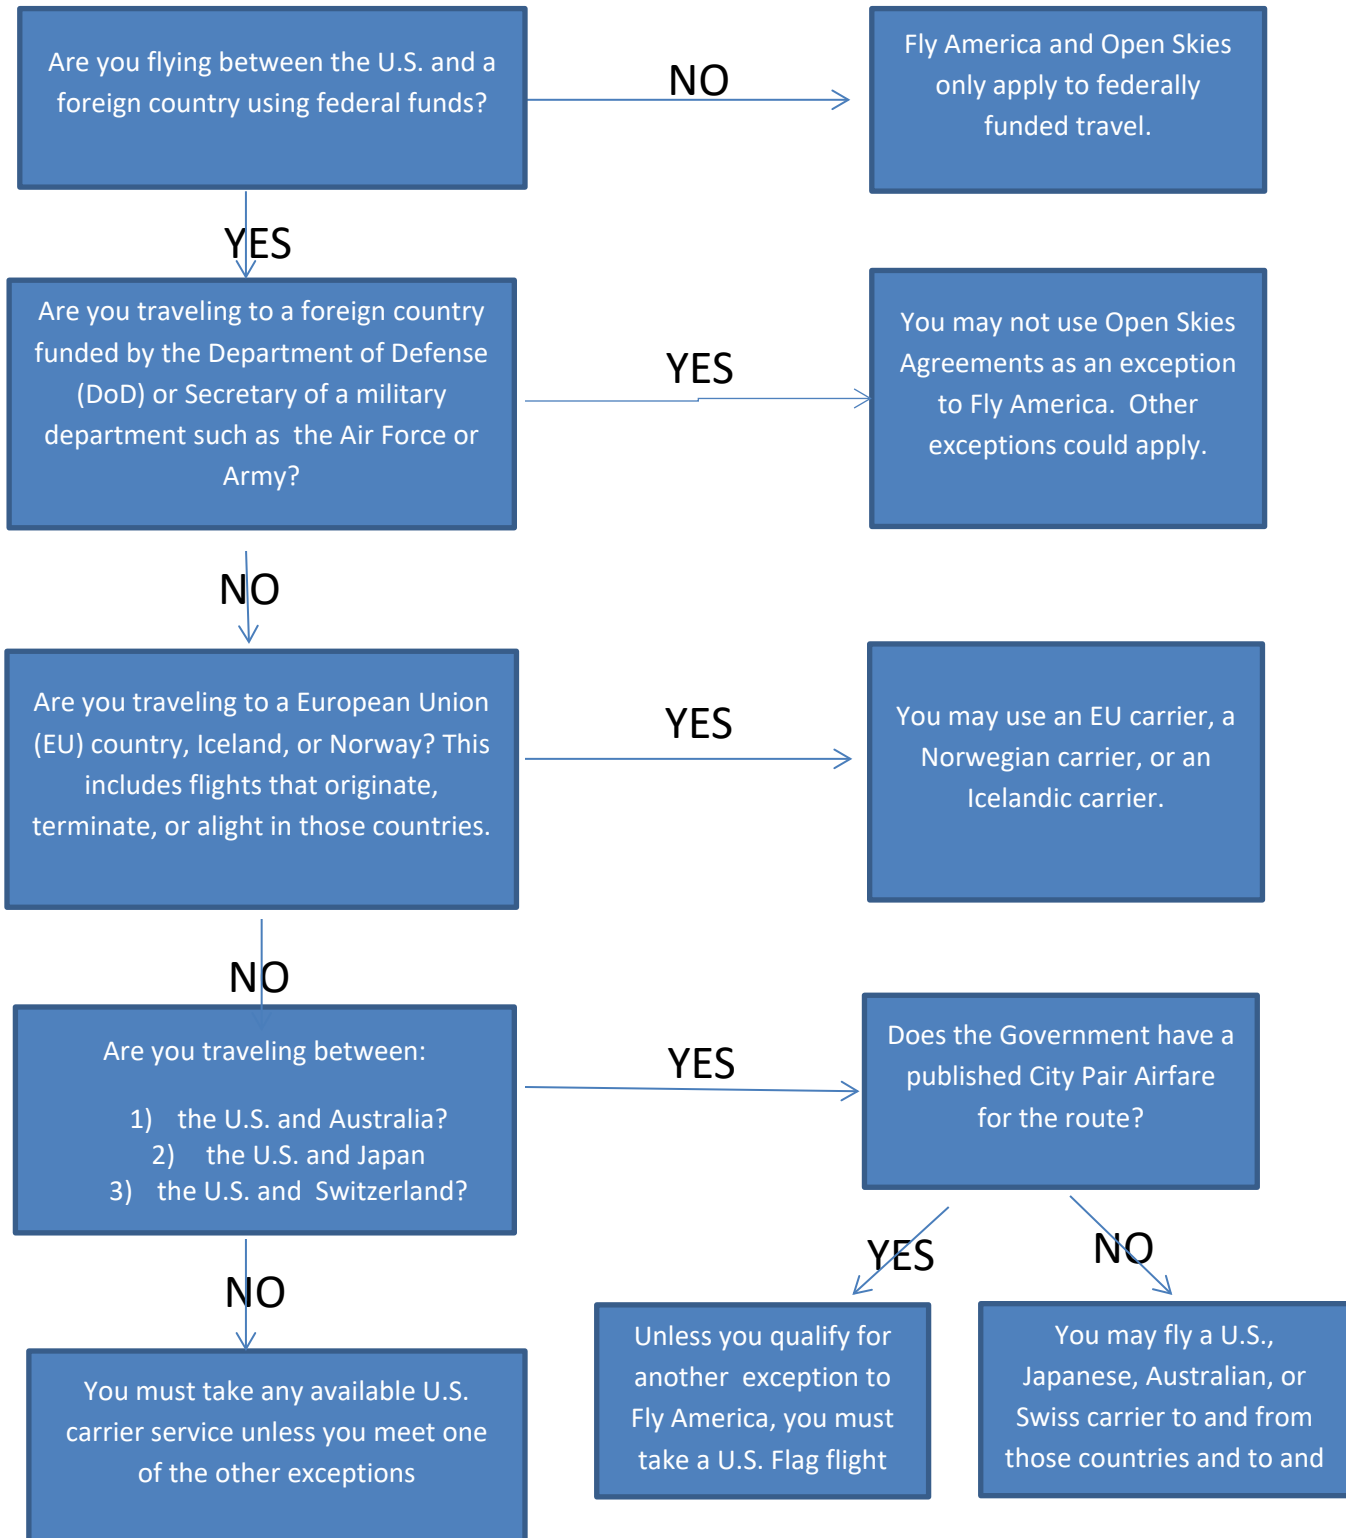 Are you flying between the U.S. and a
foreign country using federal funds?
NO
Fly America and Open Skies
only apply to federally
funded travel.
YES
Are you traveling to a foreign country
funded by the Department of Defense
(DoD) or Secretary of a military
department such as the Air Force or
Army?
YES
You may not use Open Skies
Agreements as an exception
to Fly America. Other
exceptions could apply.
NO
Are you traveling to a European Union
(EU) country, Iceland, or Norway? This
includes flights that originate,
terminate, or alight in those countries.
YES
You may use an EU carrier, a
Norwegian carrier, or an
Icelandic carrier.
NO
Are you traveling between:
1) the U.S. and Australia?
2) the U.S. and Japan
3) the U.S. and Switzerland?
YES
Does the Government have a
published City Pair Airfare
for the route?
NO
You must take any available U.S.
carrier service unless you meet one
of the other exceptions
YES
Unless you qualify for
another exception to
Fly America, you must
take a U.S. Flag flight
NO
You may fly a U.S.,
Japanese, Australian, or
Swiss carrier to and from
those countries and to and